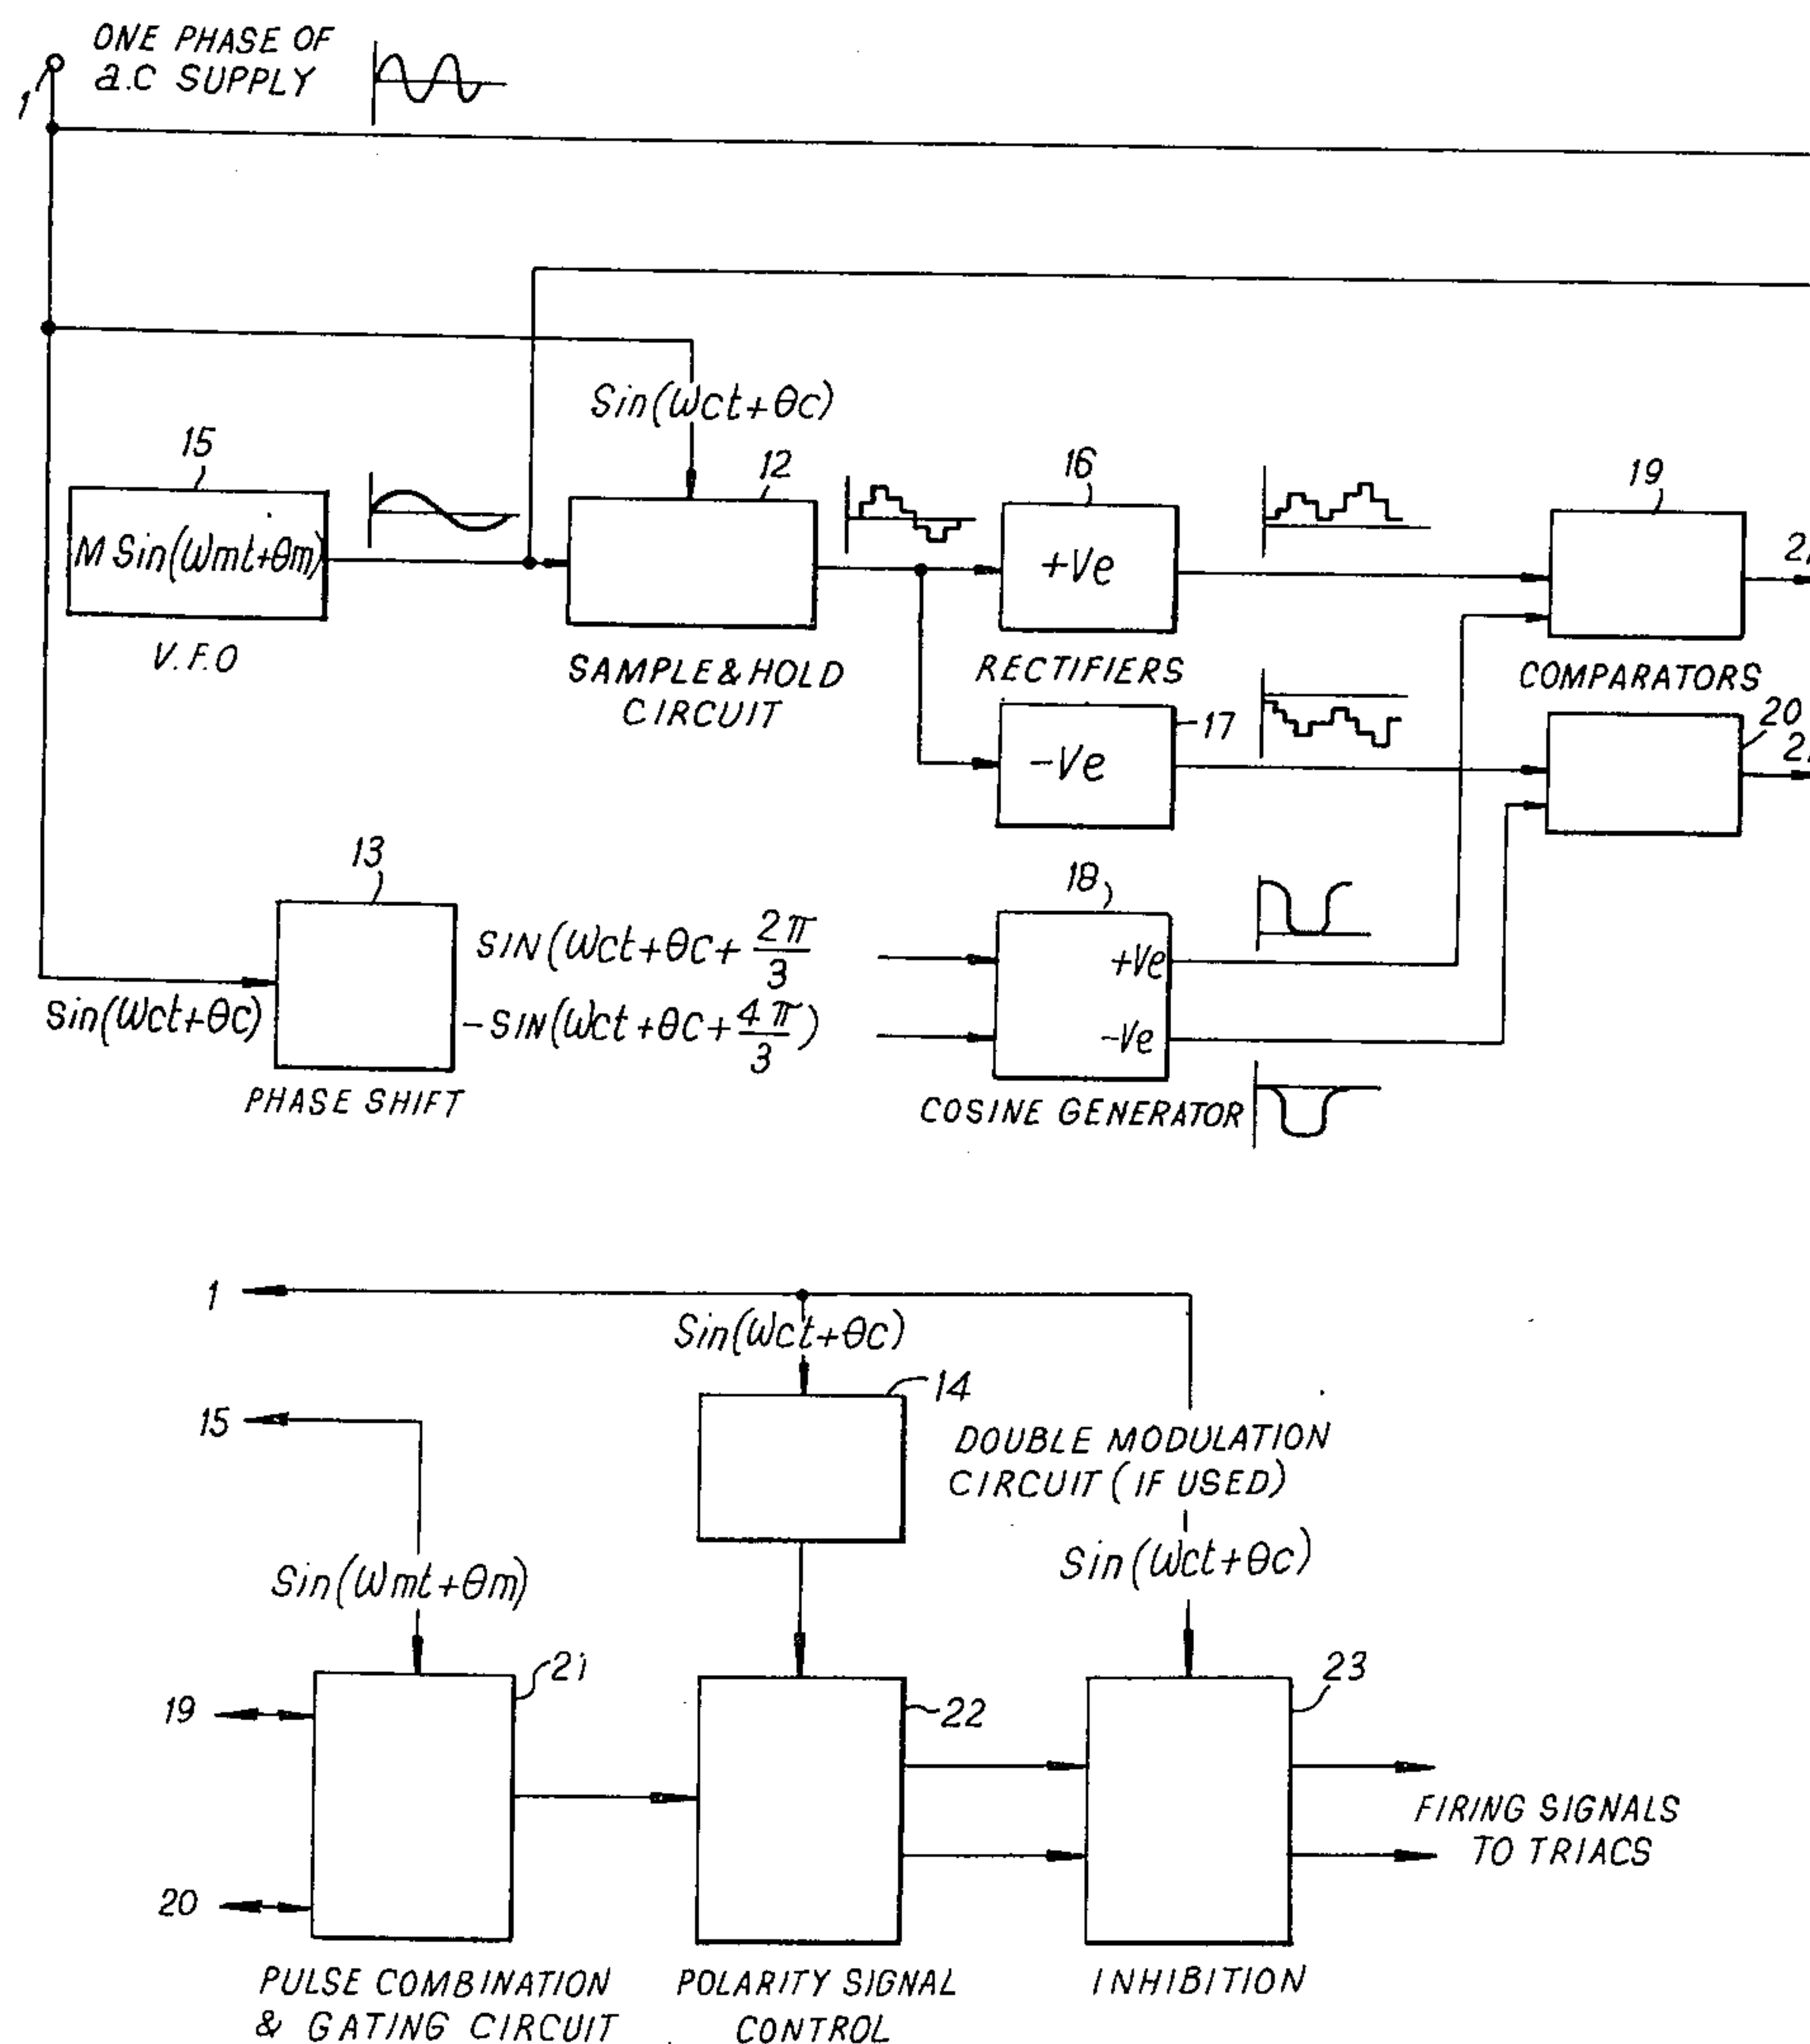 ONE PHASE OF
a.c SUPPLY
1
Sin(ωct+θc)
15
12
16
19
M Sin(ωmt+θm)
+Ve
V.F.O
SAMPLE & HOLD
CIRCUIT
RECTIFIERS
COMPARATORS
17
-Ve
20
13
18
SIN(ωct+θc+2π/3
+Ve
Sin(ωct+θc)
-SIN(ωct+θc+4π/3)
-Ve
PHASE SHIFT
COSINE GENERATOR
1
Sin(ωct+θc)
14
15
DOUBLE MODULATION
CIRCUIT (IF USED)
Sin(ωmt+θm)
Sin(ωct+θc)
21
23
19
22
FIRING SIGNALS
TO TRIACS
20
PULSE COMBINATION
& GATING CIRCUIT
POLARITY SIGNAL
CONTROL
INHIBITION